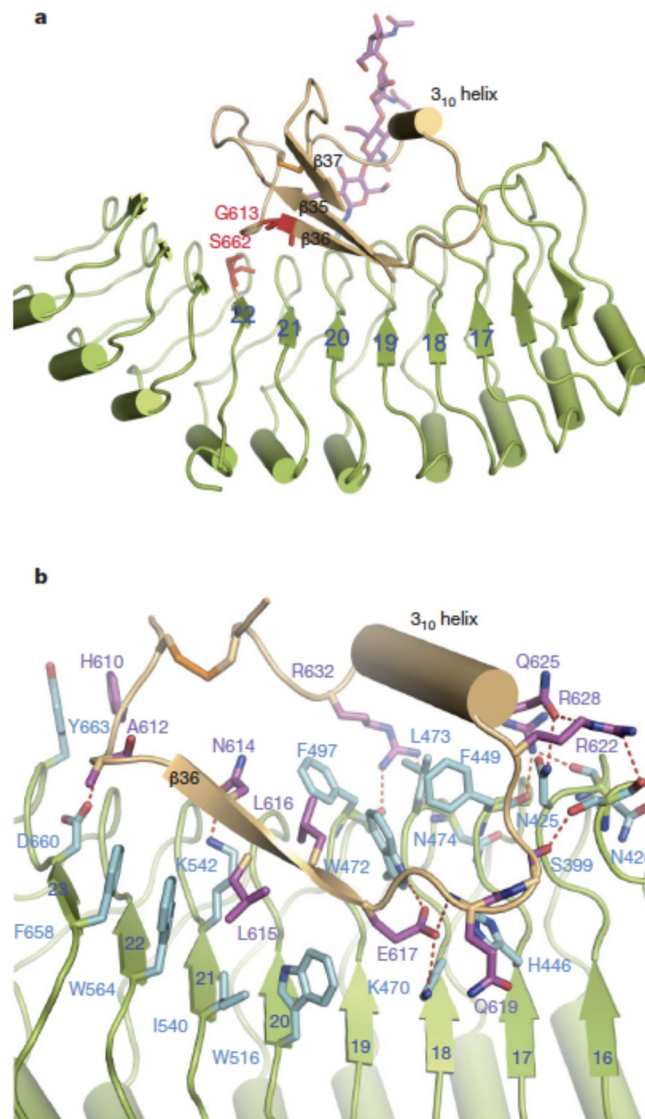 a
3₁₀ helix
β37
β35
G613
β36
S662
22
21
20
19
18
17
b
3₁₀ helix
Q625
H610
R632
R628
Y663
A612
L473
R622
N614
F497
F449
β36
L616
N425
N474
N426
D660
K542
W472
S399
23
F658
L615
E617
H446
22
W564
21
K470
I540
20
Q619
19
18
17
16
W516